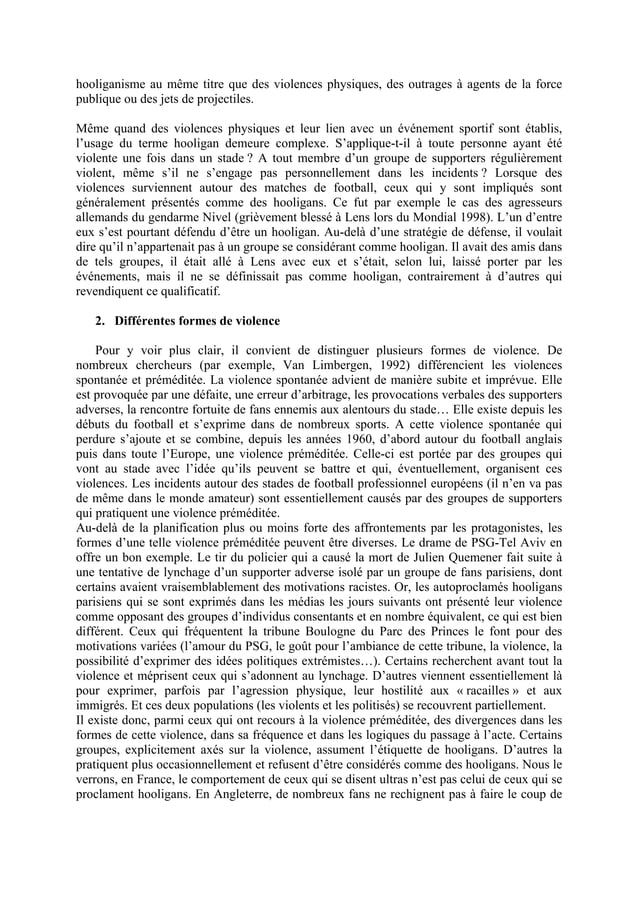 hooliganisme au même titre que des violences physiques, des outrages à agents de la force
publique ou des jets de projectiles.
Même quand des violences physiques et leur lien avec un événement sportif sont établis,
l’usage du terme hooligan demeure complexe. S’applique-t-il à toute personne ayant été
violente une fois dans un stade ? A tout membre d’un groupe de supporters régulièrement
violent, même s’il ne s’engage pas personnellement dans les incidents ? Lorsque des
violences surviennent autour des matches de football, ceux qui y sont impliqués sont
généralement présentés comme des hooligans. Ce fut par exemple le cas des agresseurs
allemands du gendarme Nivel (grièvement blessé à Lens lors du Mondial 1998). L’un d’entre
eux s’est pourtant défendu d’être un hooligan. Au-delà d’une stratégie de défense, il voulait
dire qu’il n’appartenait pas à un groupe se considérant comme hooligan. Il avait des amis dans
de tels groupes, il était allé à Lens avec eux et s’était, selon lui, laissé porter par les
événements, mais il ne se définissait pas comme hooligan, contrairement à d’autres qui
revendiquent ce qualificatif.
2. Différentes formes de violence
Pour y voir plus clair, il convient de distinguer plusieurs formes de violence. De
nombreux chercheurs (par exemple, Van Limbergen, 1992) différencient les violences
spontanée et préméditée. La violence spontanée advient de manière subite et imprévue. Elle
est provoquée par une défaite, une erreur d’arbitrage, les provocations verbales des supporters
adverses, la rencontre fortuite de fans ennemis aux alentours du stade… Elle existe depuis les
débuts du football et s’exprime dans de nombreux sports. A cette violence spontanée qui
perdure s’ajoute et se combine, depuis les années 1960, d’abord autour du football anglais
puis dans toute l’Europe, une violence préméditée. Celle-ci est portée par des groupes qui
vont au stade avec l’idée qu’ils peuvent se battre et qui, éventuellement, organisent ces
violences. Les incidents autour des stades de football professionnel européens (il n’en va pas
de même dans le monde amateur) sont essentiellement causés par des groupes de supporters
qui pratiquent une violence préméditée.
Au-delà de la planification plus ou moins forte des affrontements par les protagonistes, les
formes d’une telle violence préméditée peuvent être diverses. Le drame de PSG-Tel Aviv en
offre un bon exemple. Le tir du policier qui a causé la mort de Julien Quemener fait suite à
une tentative de lynchage d’un supporter adverse isolé par un groupe de fans parisiens, dont
certains avaient vraisemblablement des motivations racistes. Or, les autoproclamés hooligans
parisiens qui se sont exprimés dans les médias les jours suivants ont présenté leur violence
comme opposant des groupes d’individus consentants et en nombre équivalent, ce qui est bien
différent. Ceux qui fréquentent la tribune Boulogne du Parc des Princes le font pour des
motivations variées (l’amour du PSG, le goût pour l’ambiance de cette tribune, la violence, la
possibilité d’exprimer des idées politiques extrémistes…). Certains recherchent avant tout la
violence et méprisent ceux qui s’adonnent au lynchage. D’autres viennent essentiellement là
pour exprimer, parfois par l’agression physique, leur hostilité aux « racailles » et aux
immigrés. Et ces deux populations (les violents et les politisés) se recouvrent partiellement.
Il existe donc, parmi ceux qui ont recours à la violence préméditée, des divergences dans les
formes de cette violence, dans sa fréquence et dans les logiques du passage à l’acte. Certains
groupes, explicitement axés sur la violence, assument l’étiquette de hooligans. D’autres la
pratiquent plus occasionnellement et refusent d’être considérés comme des hooligans. Nous le
verrons, en France, le comportement de ceux qui se disent ultras n’est pas celui de ceux qui se
proclament hooligans. En Angleterre, de nombreux fans ne rechignent pas à faire le coup de